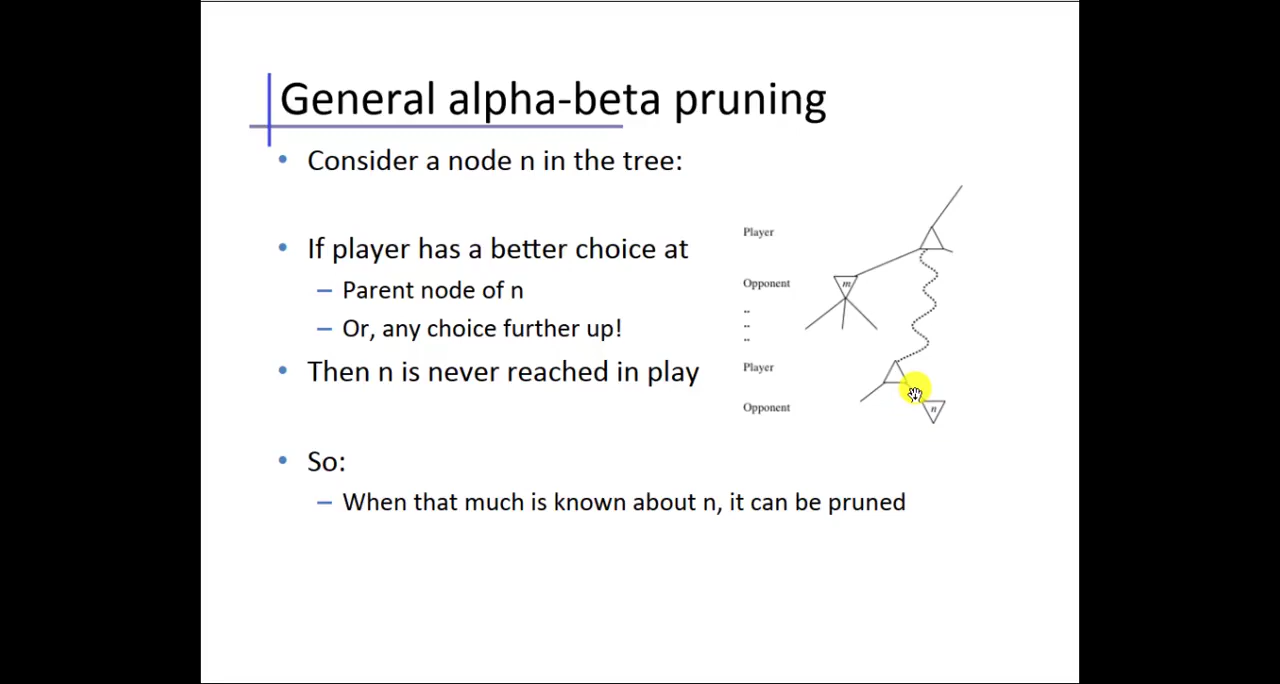 General alpha-beta pruning
• Consider a node n in the tree:
• If player has a better choice at
– Parent node of n
– Or, any choice further up!
• Then n is never reached in play
• So:
– When that much is known about n, it can be pruned
Player
Opponent
m
..
..
..
Player
Opponent
n